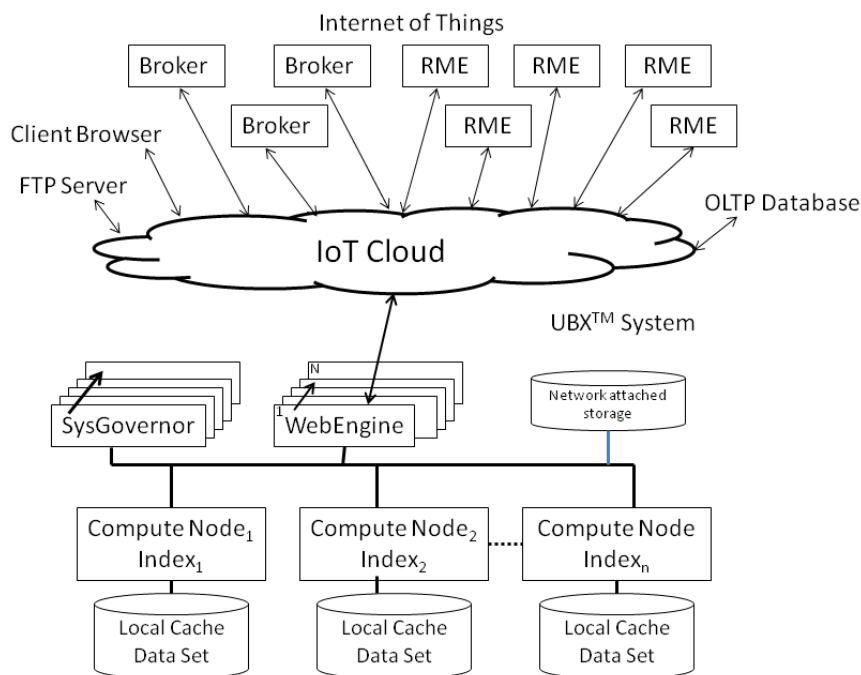 Internet of Things
Broker
Broker
RME
RME
RME
Broker
RME
RME
Client Browser
FTP Server
OLTP Database
IoT Cloud
UBX™ System
N
1
SysGovernor
WebEngine
Network attached
storage
Compute Node₁
Index₁
Compute Node₂
Index₂
Compute Node
Indexₙ
Local Cache
Data Set
Local Cache
Data Set
Local Cache
Data Set